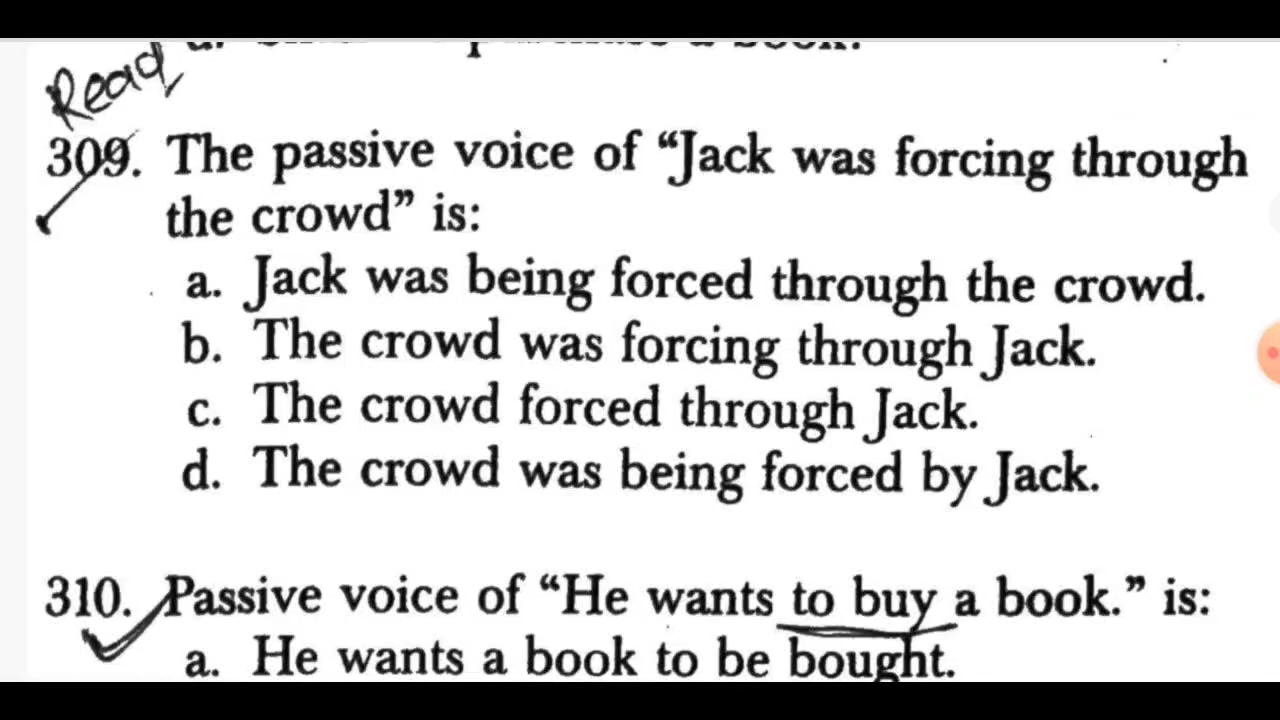 a book.
Read
309. The passive voice of “Jack was forcing through
the crowd” is:
a. Jack was being forced through the crowd.
b. The crowd was forcing through Jack.
c. The crowd forced through Jack.
d. The crowd was being forced by Jack.
310. Passive voice of “He wants to buy a book.” is:
a. He wants a book to be bought.